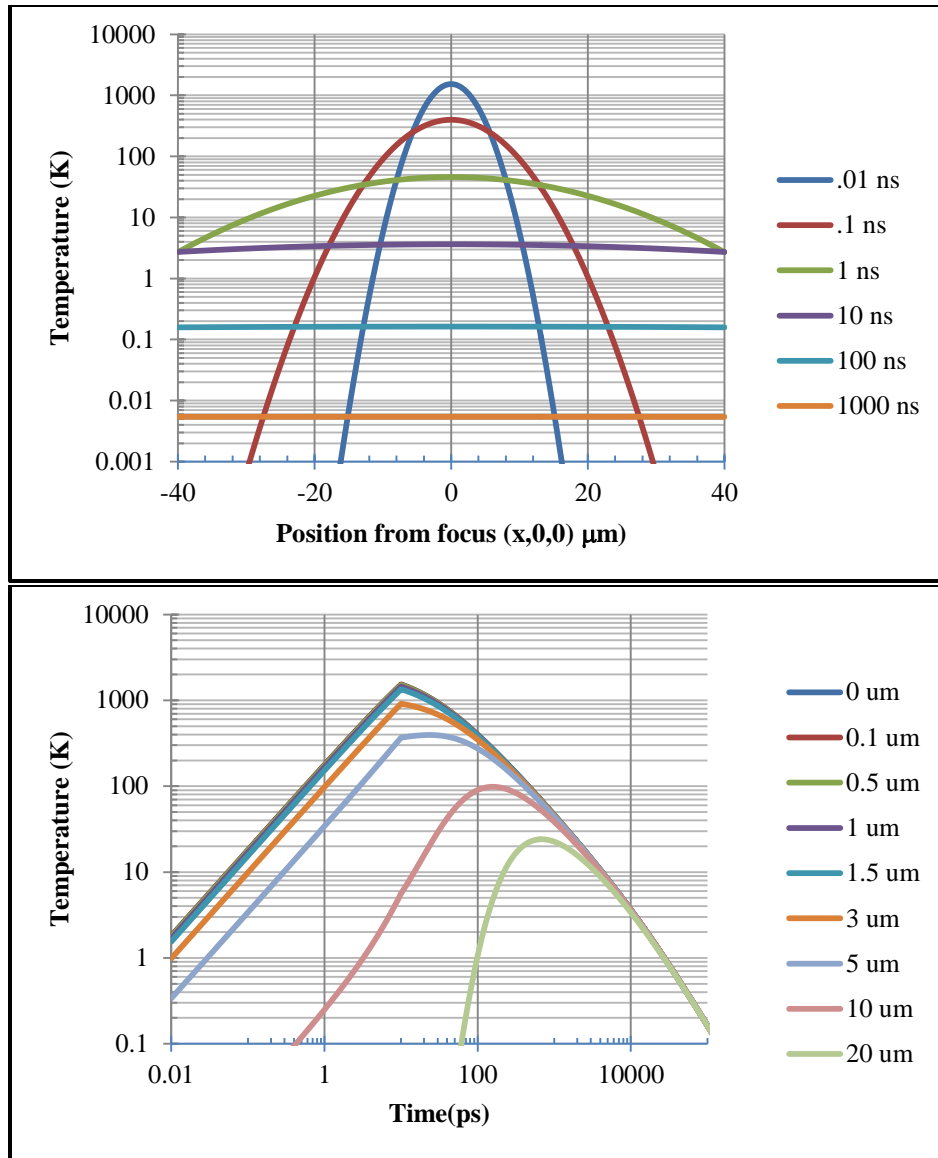 10000
1000
100
10
1
0.1
0.01
0.001
Temperature (K)
-40 -20 0 20 40
Position from focus (x,0,0) μm)
.01 ns
.1 ns
1 ns
10 ns
100 ns
1000 ns
10000
1000
100
10
1
0.1
Temperature (K)
0.01 1 100 10000
Time(ps)
0 um
0.1 um
0.5 um
1 um
1.5 um
3 um
5 um
10 um
20 um